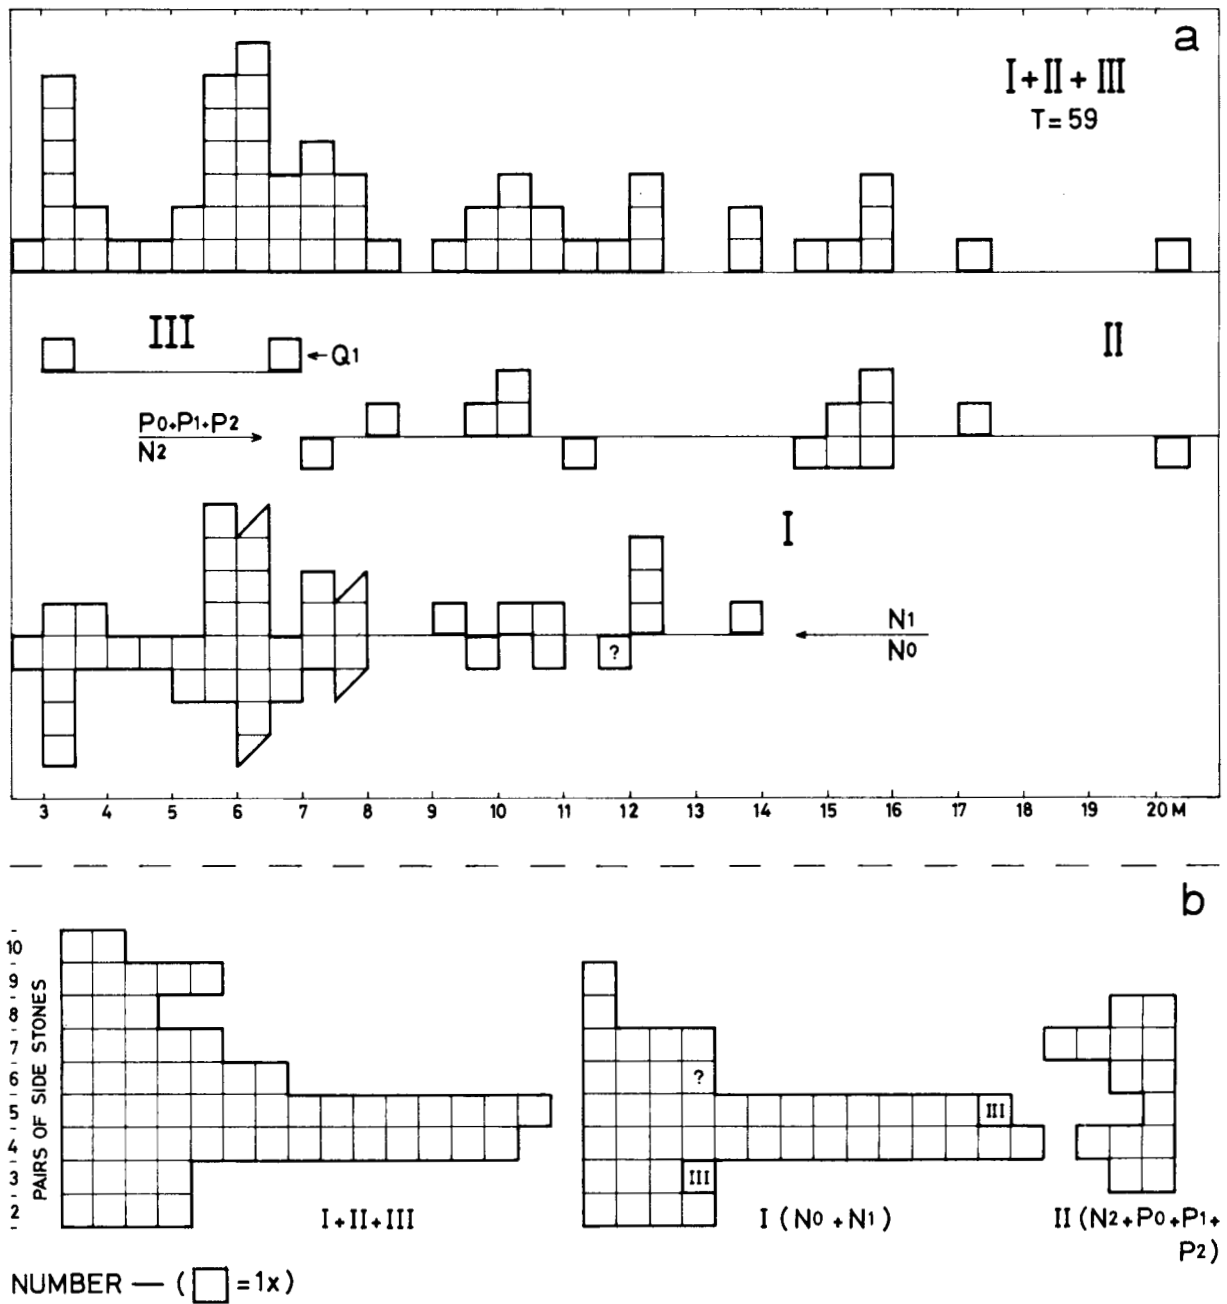 a
I+II+III
T=59
III
II
←Q1
P0+P1+P2
N2
I
N1
N0
?
3 4 5 6 7 8 9 10 11 12 13 14 15 16 17 18 19 20 M
b
PAIRS OF SIDE STONES
10
9
8
7
6
5
4
3
2
?
III
III
I+II+III
I (N0+N1)
II (N2+P0+P1+
P2)
NUMBER — (□=1x)